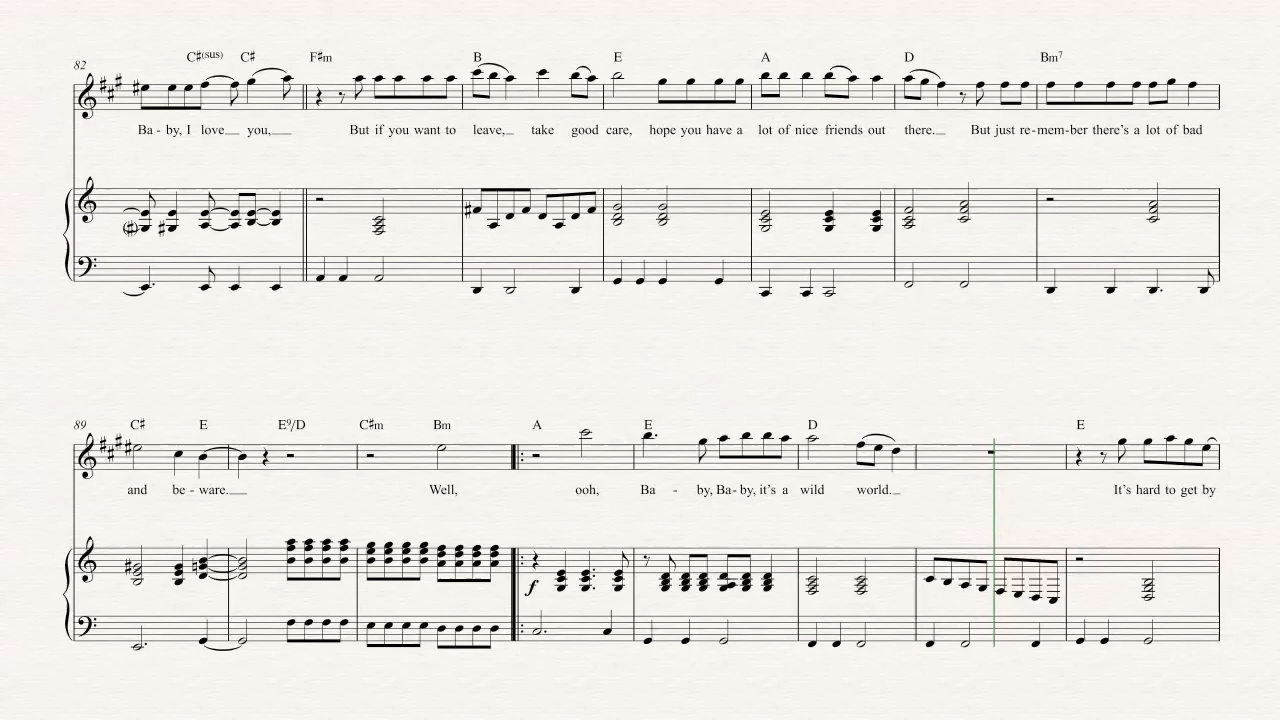 82 C♯(sus) C♯ F♯m B E A D Bm7
Ba - by, I love you, But if you want to leave, take good care, hope you have a lot of nice friends out there. But just re-mem-ber there's a lot of bad
89 C♯ E E9/D C♯m Bm A E D E
and be - ware. Well, ooh, Ba - by, Ba- by, it's a wild world. It's hard to get by
f